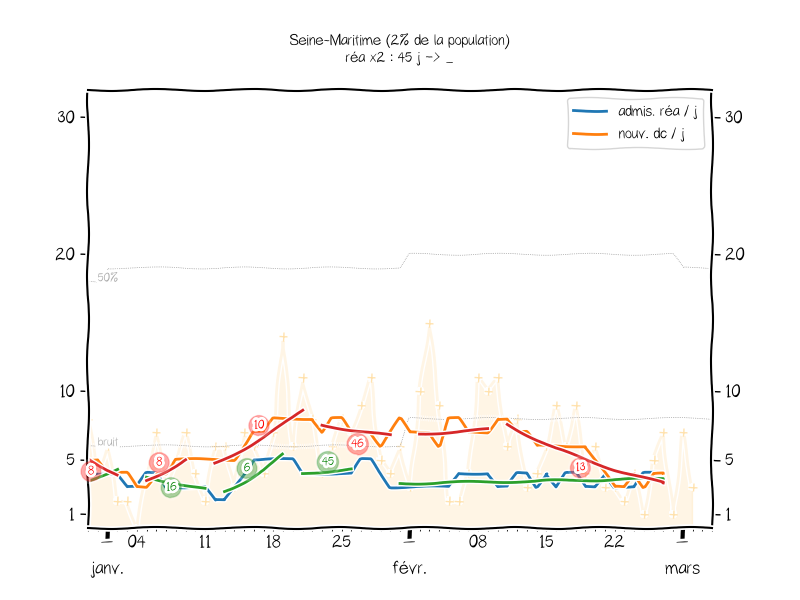 Seine-Maritime (2% de la population)
réa x2 : 45 j -> _
admis. réa / j
nouv. dc / j
30 30
20 20
50%
10 10
bruit
5 5
1 1
8 8 16 6 10 45 46 13
04 11 18 25 08 15 22
janv. févr. mars